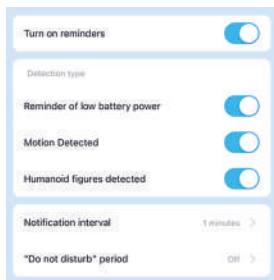 Turn on reminders
Detection type
Reminder of low battery power
Motion Detected
Humanoid figures detected
Notification interval 1 minutes
"Do not disturb" period Off